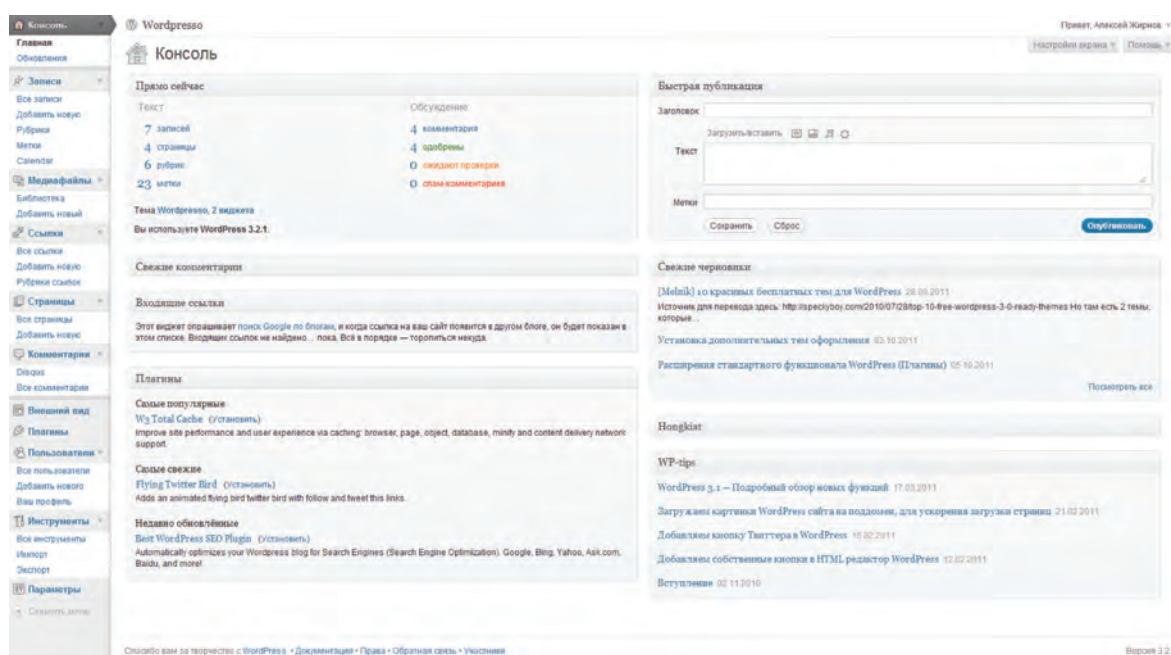 Консоль
Главная
Обновления
Записи
Все записи
Добавить новую
Рубрики
Метки
Calendar
Медиафайлы
Библиотека
Добавить новый
Ссылки
Все ссылки
Добавить новую
Рубрики ссылок
Страницы
Все страницы
Добавить новую
Комментарии
Disqus
Все комментарии
Внешний вид
Плагины
Пользователи
Все пользователи
Добавить нового
Ваш профиль
Инструменты
Все инструменты
Импорт
Экспорт
Параметры
Свернуть меню
Wordpresso
Привет, Алексей Жирнов
Настройки экрана Помощь
Консоль
Прямо сейчас
Текст Обсуждение
7 записей 4 комментария
4 страницы 4 одобрены
6 рубрик 0 ожидают проверки
23 метки 0 спам-комментариев
Тема Wordpresso, 2 виджета
Вы используете WordPress 3.2.1.
Свежие комментарии
Входящие ссылки
Этот виджет опрашивает поиск Google по блогам, и когда ссылка на ваш сайт появится в другом блоге, он будет показан в
этом списке. Входящих ссылок не найдено… пока. Всё в порядке — торопиться некуда.
Плагины
Самые популярные
W3 Total Cache (Установить)
Improve site performance and user experience via caching: browser, page, object, database, minify and content delivery network
support.
Самые свежие
Flying Twitter Bird (Установить)
Adds an animated flying bird twitter bird with follow and tweet this links.
Недавно обновлённые
Best WordPress SEO Plugin (Установить)
Automatically optimizes your Wordpress blog for Search Engines (Search Engine Optimization). Google, Bing, Yahoo, Ask.com,
Baidu, and more!
Быстрая публикация
Заголовок
Загрузить/вставить
Текст
Метки
Сохранить Сброс Опубликовать
Свежие черновики
[Melnik] 10 красивых бесплатных тем для WordPress 28.09.2011
Источник для перевода здесь: http://speckyboy.com/2010/07/28/top-10-free-wordpress-3-0-ready-themes Но там есть 2 темы,
которые…
Установка дополнительных тем оформления 03.10.2011
Расширения стандартного функционала WordPress (Плагины) 05.10.2011
Посмотреть все
Hongkiat
WP-tips
WordPress 3.1 — Подробный обзор новых функций 17.03.2011
Загружаем картинки WordPress сайта на поддомен, для ускорения загрузки страниц 21.02.2011
Добавляем кнопку Твиттера в WordPress 16.02.2011
Добавляем собственные кнопки в HTML редактор WordPress 12.02.2011
Вступление 02.11.2010
Спасибо вам за творчество с WordPress • Документация • Права • Обратная связь • Участники
Версия 3.2